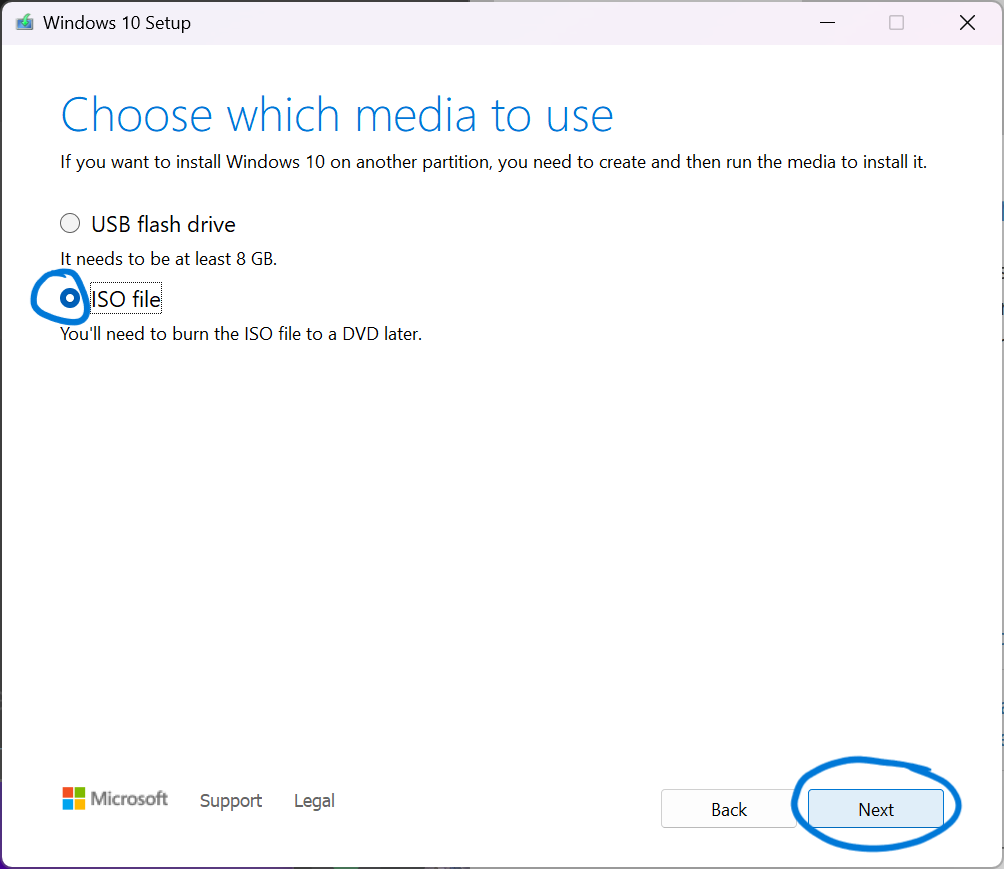 Windows 10 Setup
Choose which media to use
If you want to install Windows 10 on another partition, you need to create and then run the media to install it.
USB flash drive
It needs to be at least 8 GB.
ISO file
You'll need to burn the ISO file to a DVD later.
Microsoft Support Legal
Back Next